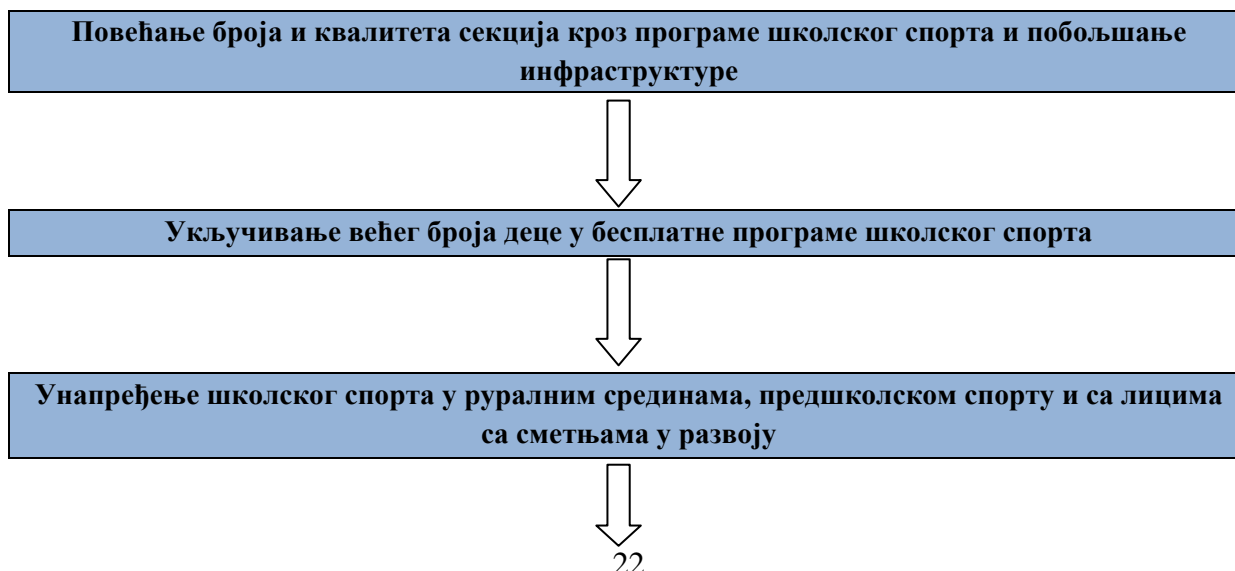 Повећање броја и квалитета секција кроз програме школског спорта и побољшање
инфраструктуре
Укључивање већег броја деце у бесплатне програме школског спорта
Унапређење школског спорта у руралним срединама, предшколском спорту и са лицима
са сметњама у развоју
22